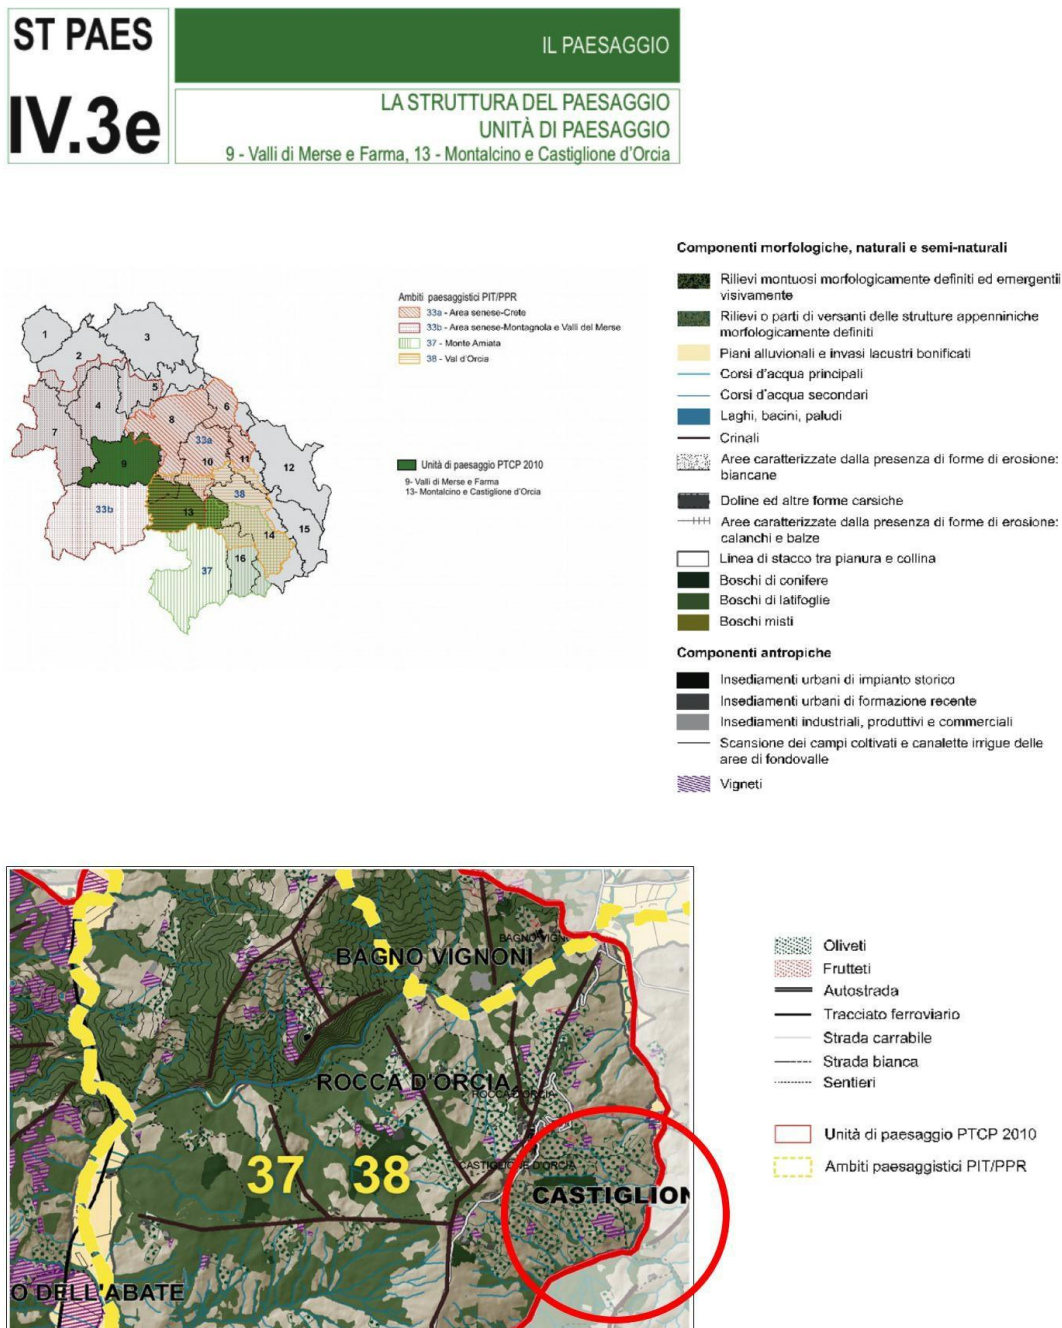 ST PAES
IV.3e
IL PAESAGGIO
LA STRUTTURA DEL PAESAGGIO
UNITÀ DI PAESAGGIO
9 - Valli di Merse e Farma, 13 - Montalcino e Castiglione d'Orcia
Ambiti paesaggistici PIT/PPR
33a - Area senese-Crete
33b - Area senese-Montagnola e Valli del Merse
37 - Monte Amiata
38 - Val d'Orcia
Unità di paesaggio PTCP 2010
9- Valli di Merse e Farma
13- Montalcino e Castiglione d'Orcia
1
2
3
4
5
6
7
8
33a
9
10
11
12
38
33b
13
14
15
16
37
Componenti morfologiche, naturali e semi-naturali
Rilievi montuosi morfologicamente definiti ed emergentii
visivamente
Rilievi o parti di versanti delle strutture appenniniche
morfologicamente definiti
Piani alluvionali e invasi lacustri bonificati
Corsi d'acqua principali
Corsi d'acqua secondari
Laghi, bacini, paludi
Crinali
Aree caratterizzate dalla presenza di forme di erosione:
biancane
Doline ed altre forme carsiche
Aree caratterizzate dalla presenza di forme di erosione:
calanchi e balze
Linea di stacco tra pianura e collina
Boschi di conifere
Boschi di latifoglie
Boschi misti
Componenti antropiche
Insediamenti urbani di impianto storico
Insediamenti urbani di formazione recente
Insediamenti industriali, produttivi e commerciali
Scansione dei campi coltivati e canalette irrigue delle
aree di fondovalle
Vigneti
BAGNO VIGNONI
BAGNO VIGN
ROCCA D'ORCIA
ROCCA D'ORCIA
37 38
CASTIGLIONE D'ORCIA
CASTIGLION
O DELL'ABATE
Oliveti
Frutteti
Autostrada
Tracciato ferroviario
Strada carrabile
Strada bianca
Sentieri
Unità di paesaggio PTCP 2010
Ambiti paesaggistici PIT/PPR